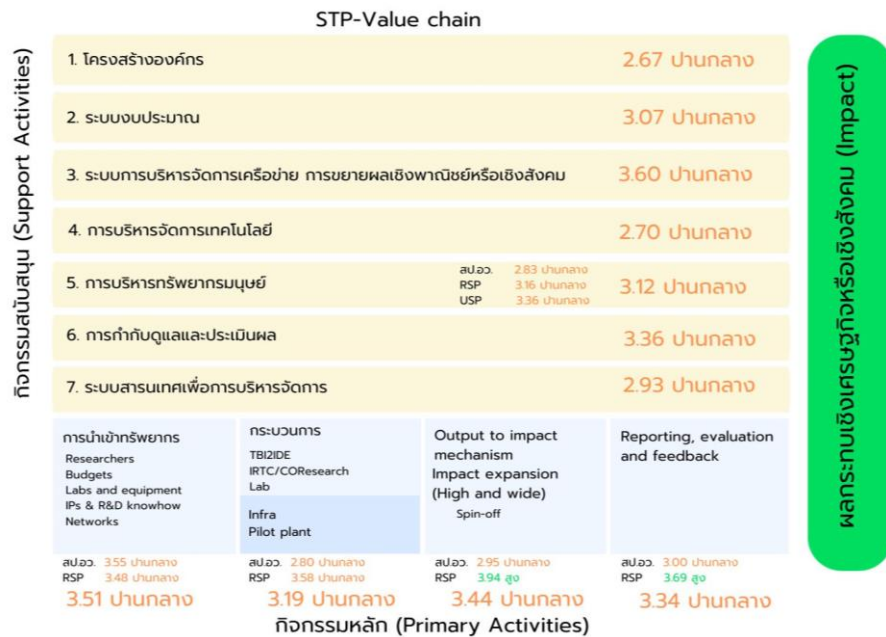 STP-Value chain
กิจกรรมสนับสนุน (Support Activities)
1. โครงสร้างองค์กร 2.67 ปานกลาง
2. ระบบงบประมาณ 3.07 ปานกลาง
3. ระบบการบริหารจัดการเครือข่าย การขยายผลเชิงพาณิชย์หรือเชิงสังคม 3.60 ปานกลาง
4. การบริหารจัดการเทคโนโลยี 2.70 ปานกลาง
5. การบริหารทรัพยากรมนุษย์
สป.อว. 2.83 ปานกลาง
RSP 3.16 ปานกลาง
USP 3.36 ปานกลาง
3.12 ปานกลาง
6. การกำกับดูแลและประเมินผล 3.36 ปานกลาง
7. ระบบสารนเทศเพื่อการบริหารจัดการ 2.93 ปานกลาง
การนำเข้าทรัพยากร
Researchers
Budgets
Labs and equipment
IPs & R&D knowhow
Networks
สป.อว. 3.55 ปานกลาง
RSP 3.48 ปานกลาง
3.51 ปานกลาง
กระบวนการ
TBI2IDE
IRTC/COResearch
Lab
Infra
Pilot plant
สป.อว. 2.80 ปานกลาง
RSP 3.58 ปานกลาง
3.19 ปานกลาง
Output to impact
mechanism
Impact expansion
(High and wide)
Spin-off
สป.อว. 2.95 ปานกลาง
RSP 3.94 สูง
3.44 ปานกลาง
Reporting, evaluation
and feedback
สป.อว. 3.00 ปานกลาง
RSP 3.69 สูง
3.34 ปานกลาง
กิจกรรมหลัก (Primary Activities)
ผลกระทบเชิงเศรษฐกิจหรือเชิงสังคม (Impact)